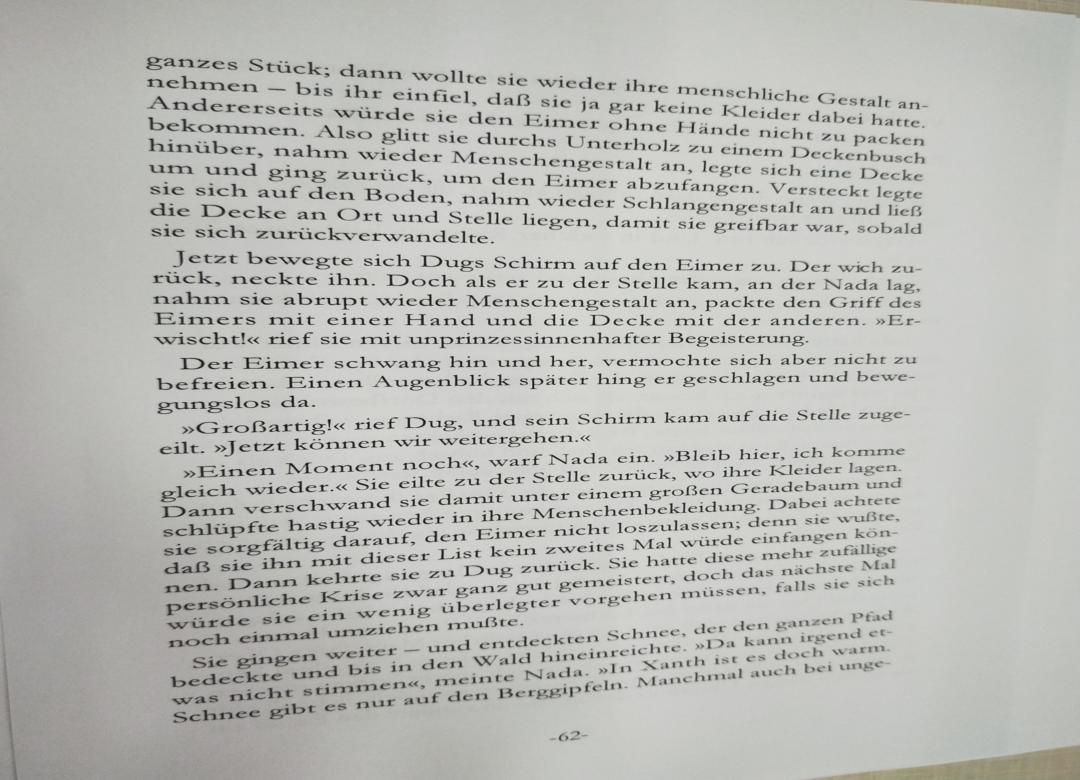 ganzes Stück; dann wollte sie wieder ihre menschliche Gestalt an-
nehmen – bis ihr einfiel, daß sie ja gar keine Kleider dabei hatte.
Andererseits würde sie den Eimer ohne Hände nicht zu packen
bekommen. Also glitt sie durchs Unterholz zu einem Deckenbusch
hinüber, nahm wieder Menschengestalt an, legte sich eine Decke
um und ging zurück, um den Eimer abzufangen. Versteckt legte
sie sich auf den Boden, nahm wieder Schlangengestalt an und ließ
die Decke an Ort und Stelle liegen, damit sie greifbar war, sobald
sie sich zurückverwandelte.
Jetzt bewegte sich Dugs Schirm auf den Eimer zu. Der wich zu-
rück, neckte ihn. Doch als er zu der Stelle kam, an der Nada lag,
nahm sie abrupt wieder Menschengestalt an, packte den Griff des
Eimers mit einer Hand und die Decke mit der anderen. »Er-
wischt!« rief sie mit unprinzessinnenhafter Begeisterung.
Der Eimer schwang hin und her, vermochte sich aber nicht zu
befreien. Einen Augenblick später hing er geschlagen und bewe-
gungslos da.
»Großartig!« rief Dug, und sein Schirm kam auf die Stelle zuge-
eilt. »Jetzt können wir weitergehen.«
»Einen Moment noch«, warf Nada ein. »Bleib hier, ich komme
gleich wieder.« Sie eilte zu der Stelle zurück, wo ihre Kleider lagen.
Dann verschwand sie damit unter einem großen Geradebaum und
schlüpfte hastig wieder in ihre Menschenbekleidung. Dabei achtete
sie sorgfältig darauf, den Eimer nicht loszulassen; denn sie wußte,
daß sie ihn mit dieser List kein zweites Mal würde einfangen kön-
nen. Dann kehrte sie zu Dug zurück. Sie hatte diese mehr zufällige
persönliche Krise zwar ganz gut gemeistert, doch das nächste Mal
würde sie ein wenig überlegter vorgehen müssen, falls sie sich
noch einmal umziehen mußte.
Sie gingen weiter – und entdeckten Schnee, der den ganzen Pfad
bedeckte und bis in den Wald hineinreichte. »Da kann irgend et-
was nicht stimmen«, meinte Nada. »In Xanth ist es doch warm.
Schnee gibt es nur auf den Berggipfeln. Manchmal auch bei unge-
-62-